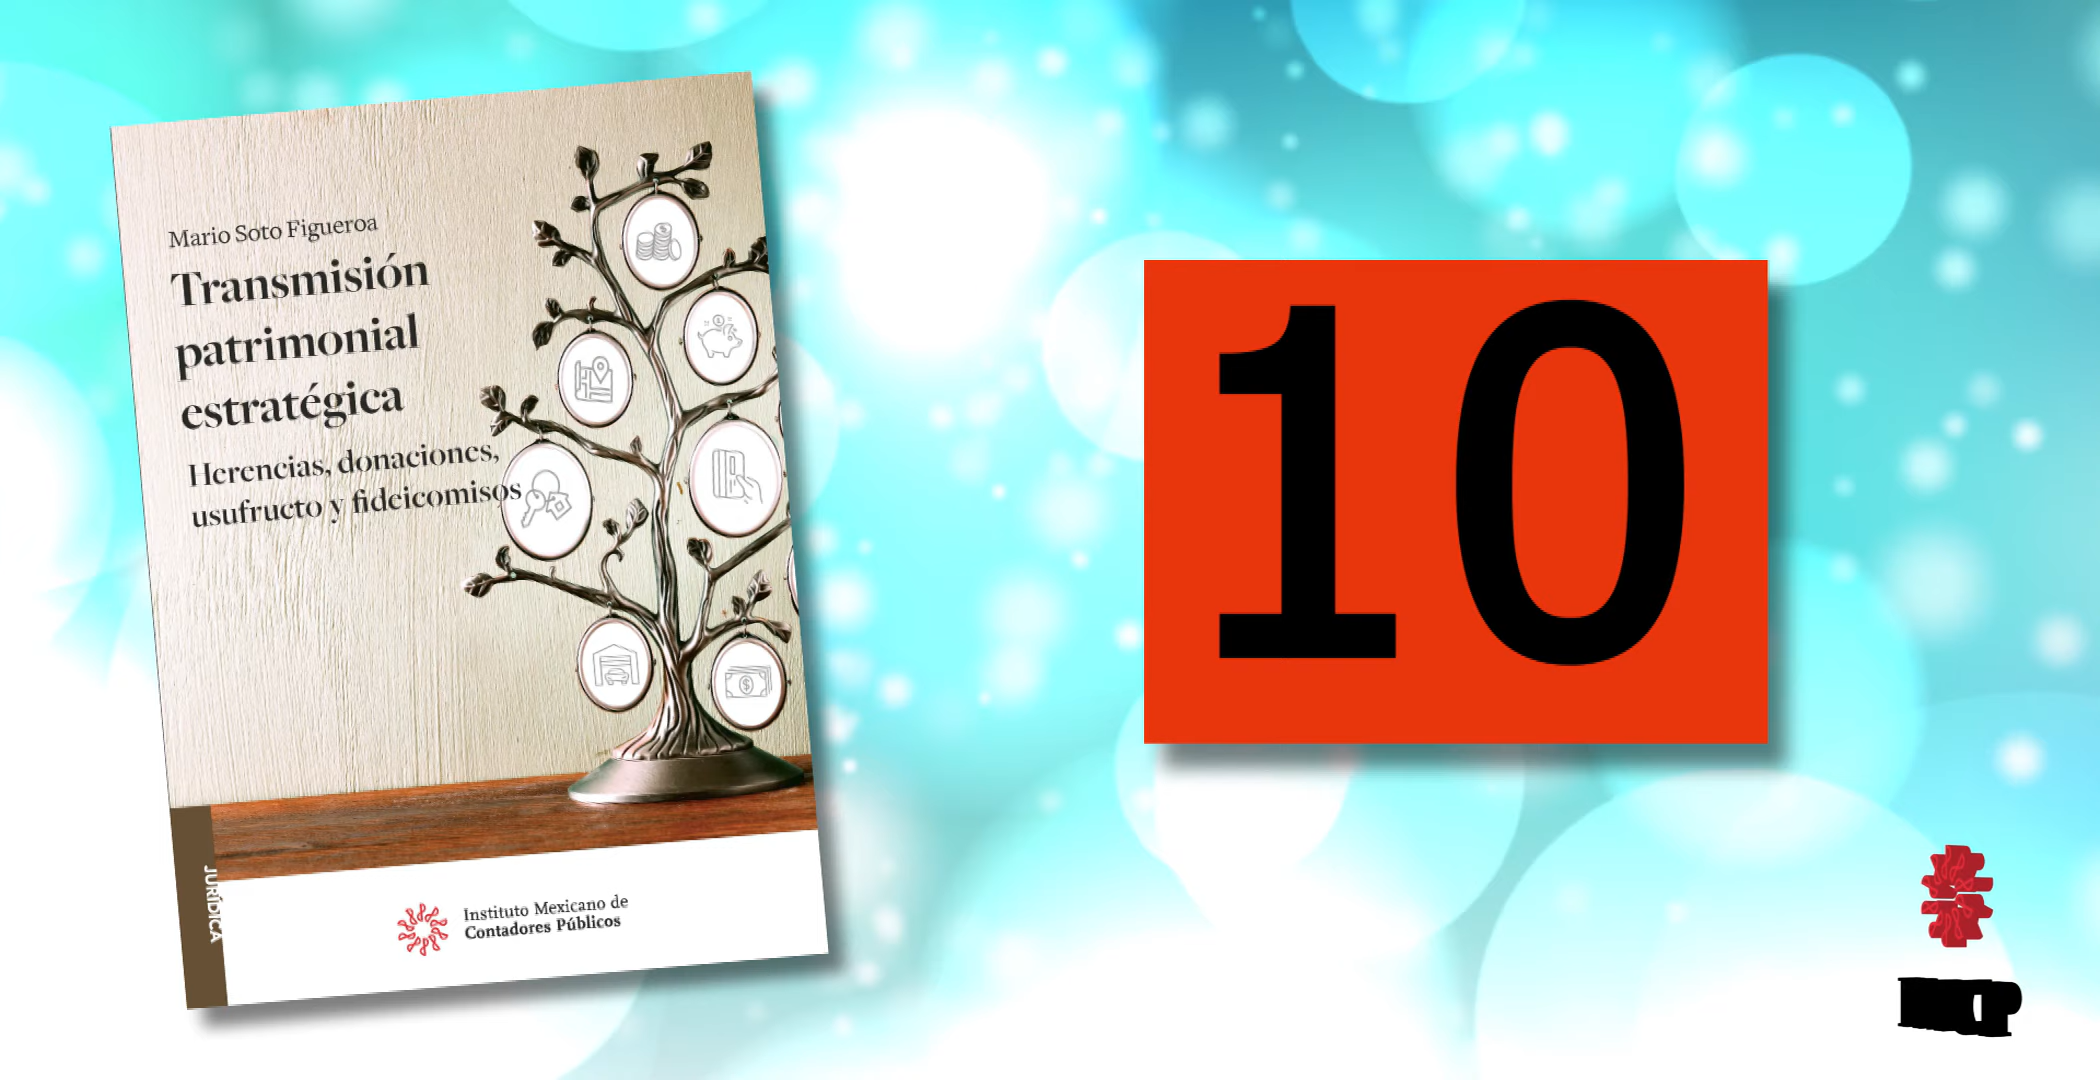 Mario Soto Figueroa
Transmisión
patrimonial
estratégica
Herencias, donaciones,
usufructo y fideicomisos
JURÍDICA
Instituto Mexicano de
Contadores Públicos
10